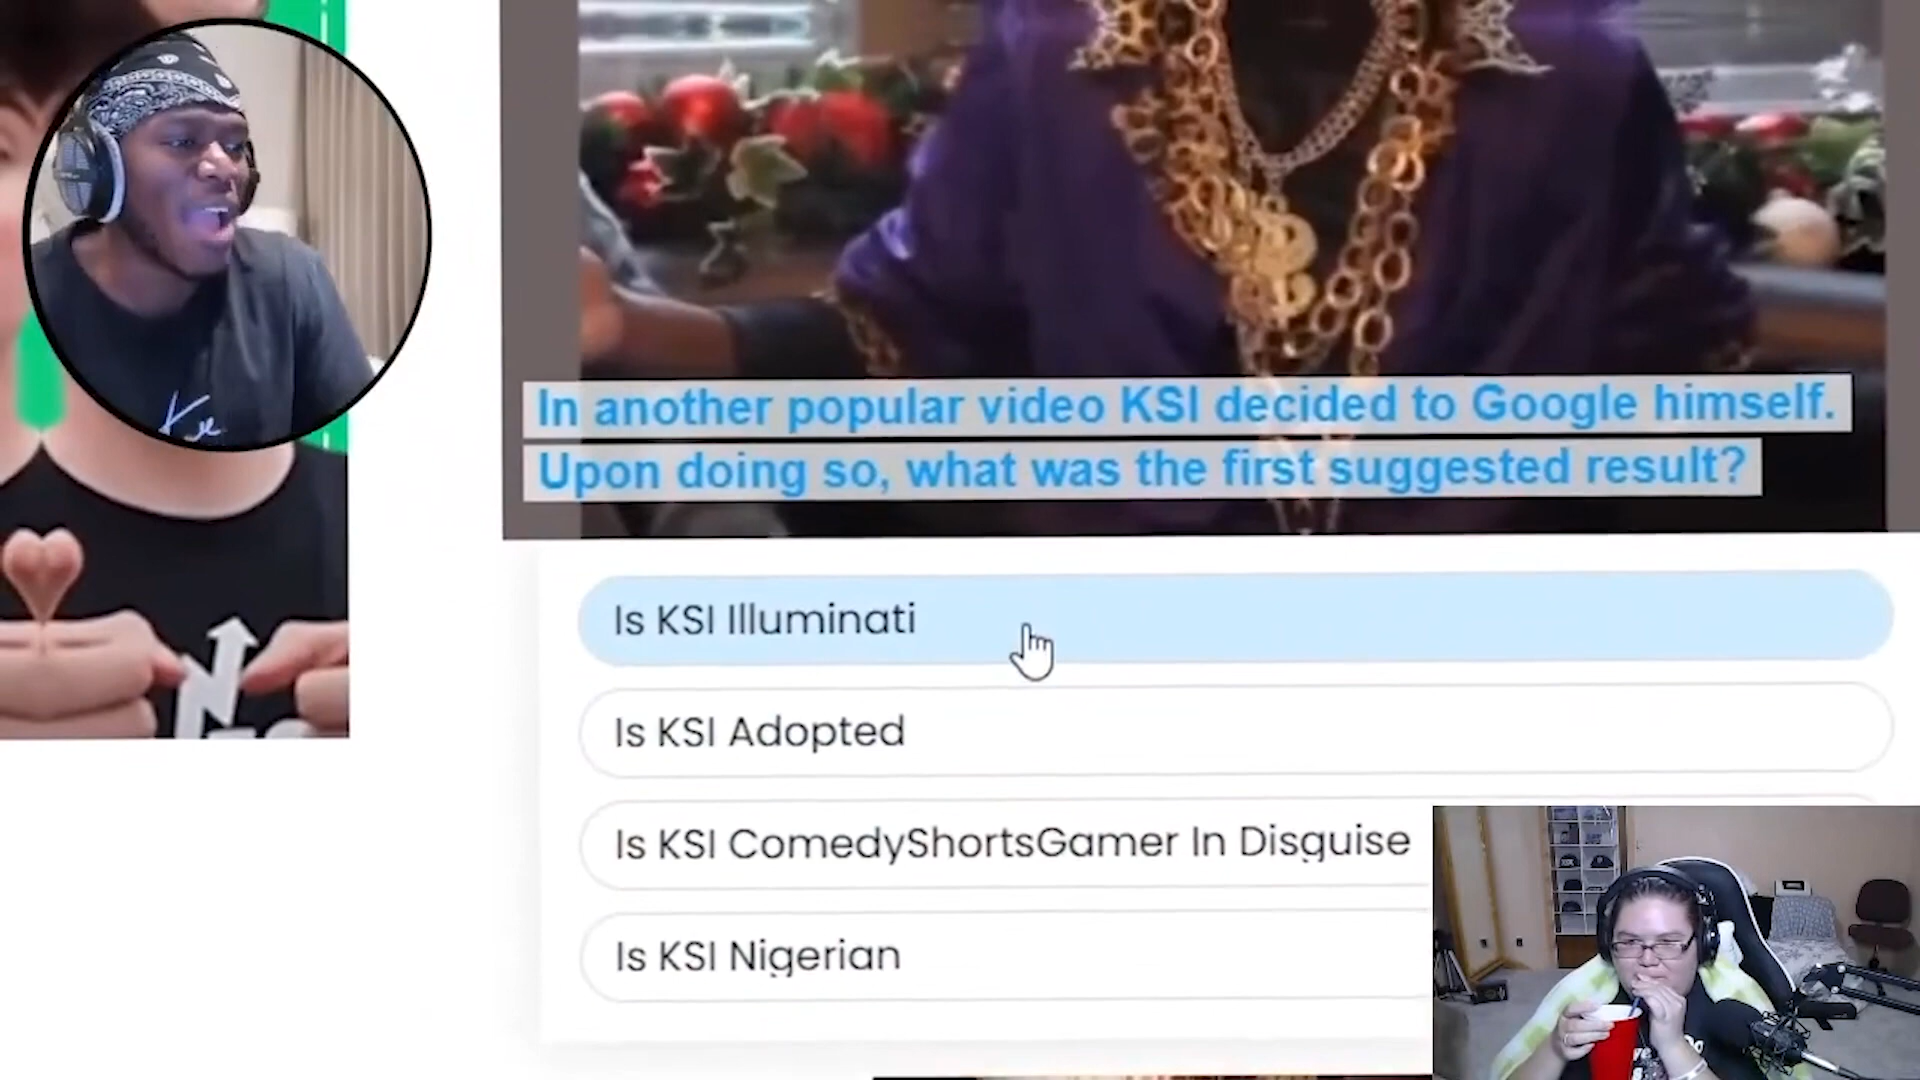 In another popular video KSI decided to Google himself.
Upon doing so, what was the first suggested result?
Is KSI Illuminati
Is KSI Adopted
Is KSI ComedyShortsGamer In Disguise
Is KSI Nigerian